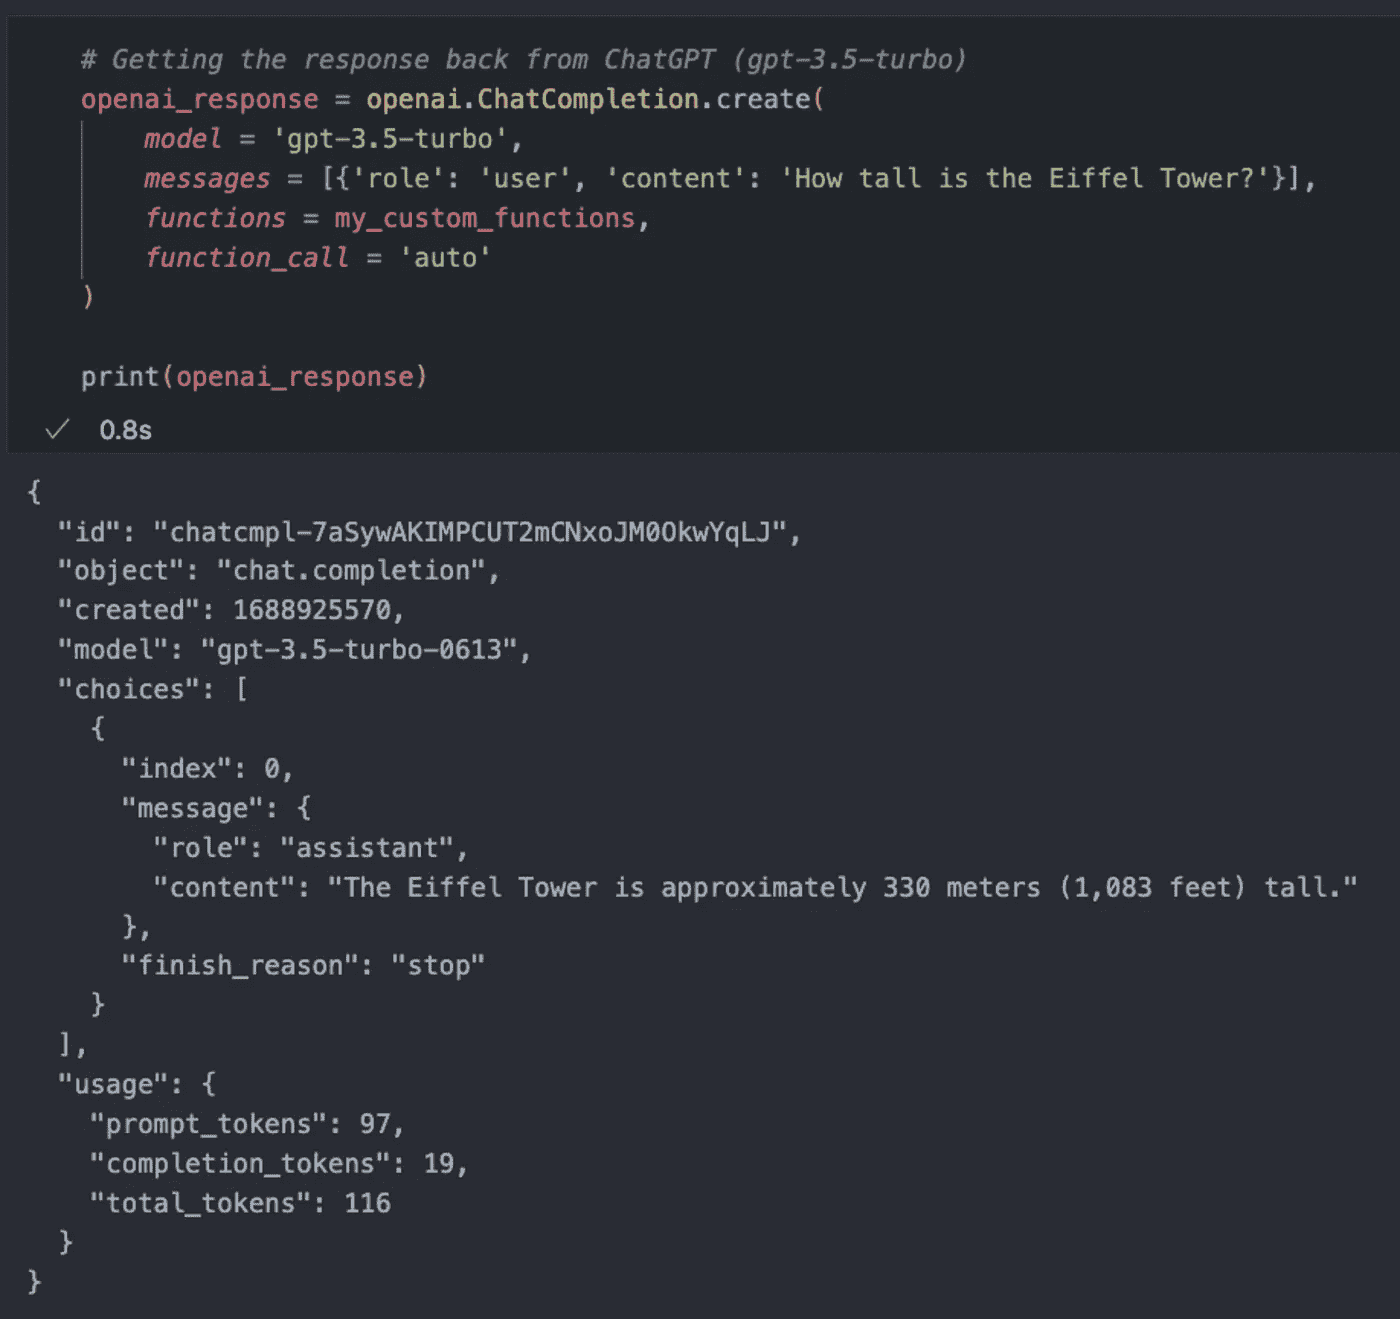 # Getting the response back from ChatGPT (gpt-3.5-turbo)
openai_response = openai.ChatCompletion.create(
    model = 'gpt-3.5-turbo',
    messages = [{'role': 'user', 'content': 'How tall is the Eiffel Tower?'}],
    functions = my_custom_functions,
    function_call = 'auto'
)

print(openai_response)
✓ 0.8s
{
  "id": "chatcmpl-7aSywAKIMPCUT2mCNxoJM0OkwYqLJ",
  "object": "chat.completion",
  "created": 1688925570,
  "model": "gpt-3.5-turbo-0613",
  "choices": [
    {
      "index": 0,
      "message": {
        "role": "assistant",
        "content": "The Eiffel Tower is approximately 330 meters (1,083 feet) tall."
      },
      "finish_reason": "stop"
    }
  ],
  "usage": {
    "prompt_tokens": 97,
    "completion_tokens": 19,
    "total_tokens": 116
  }
}